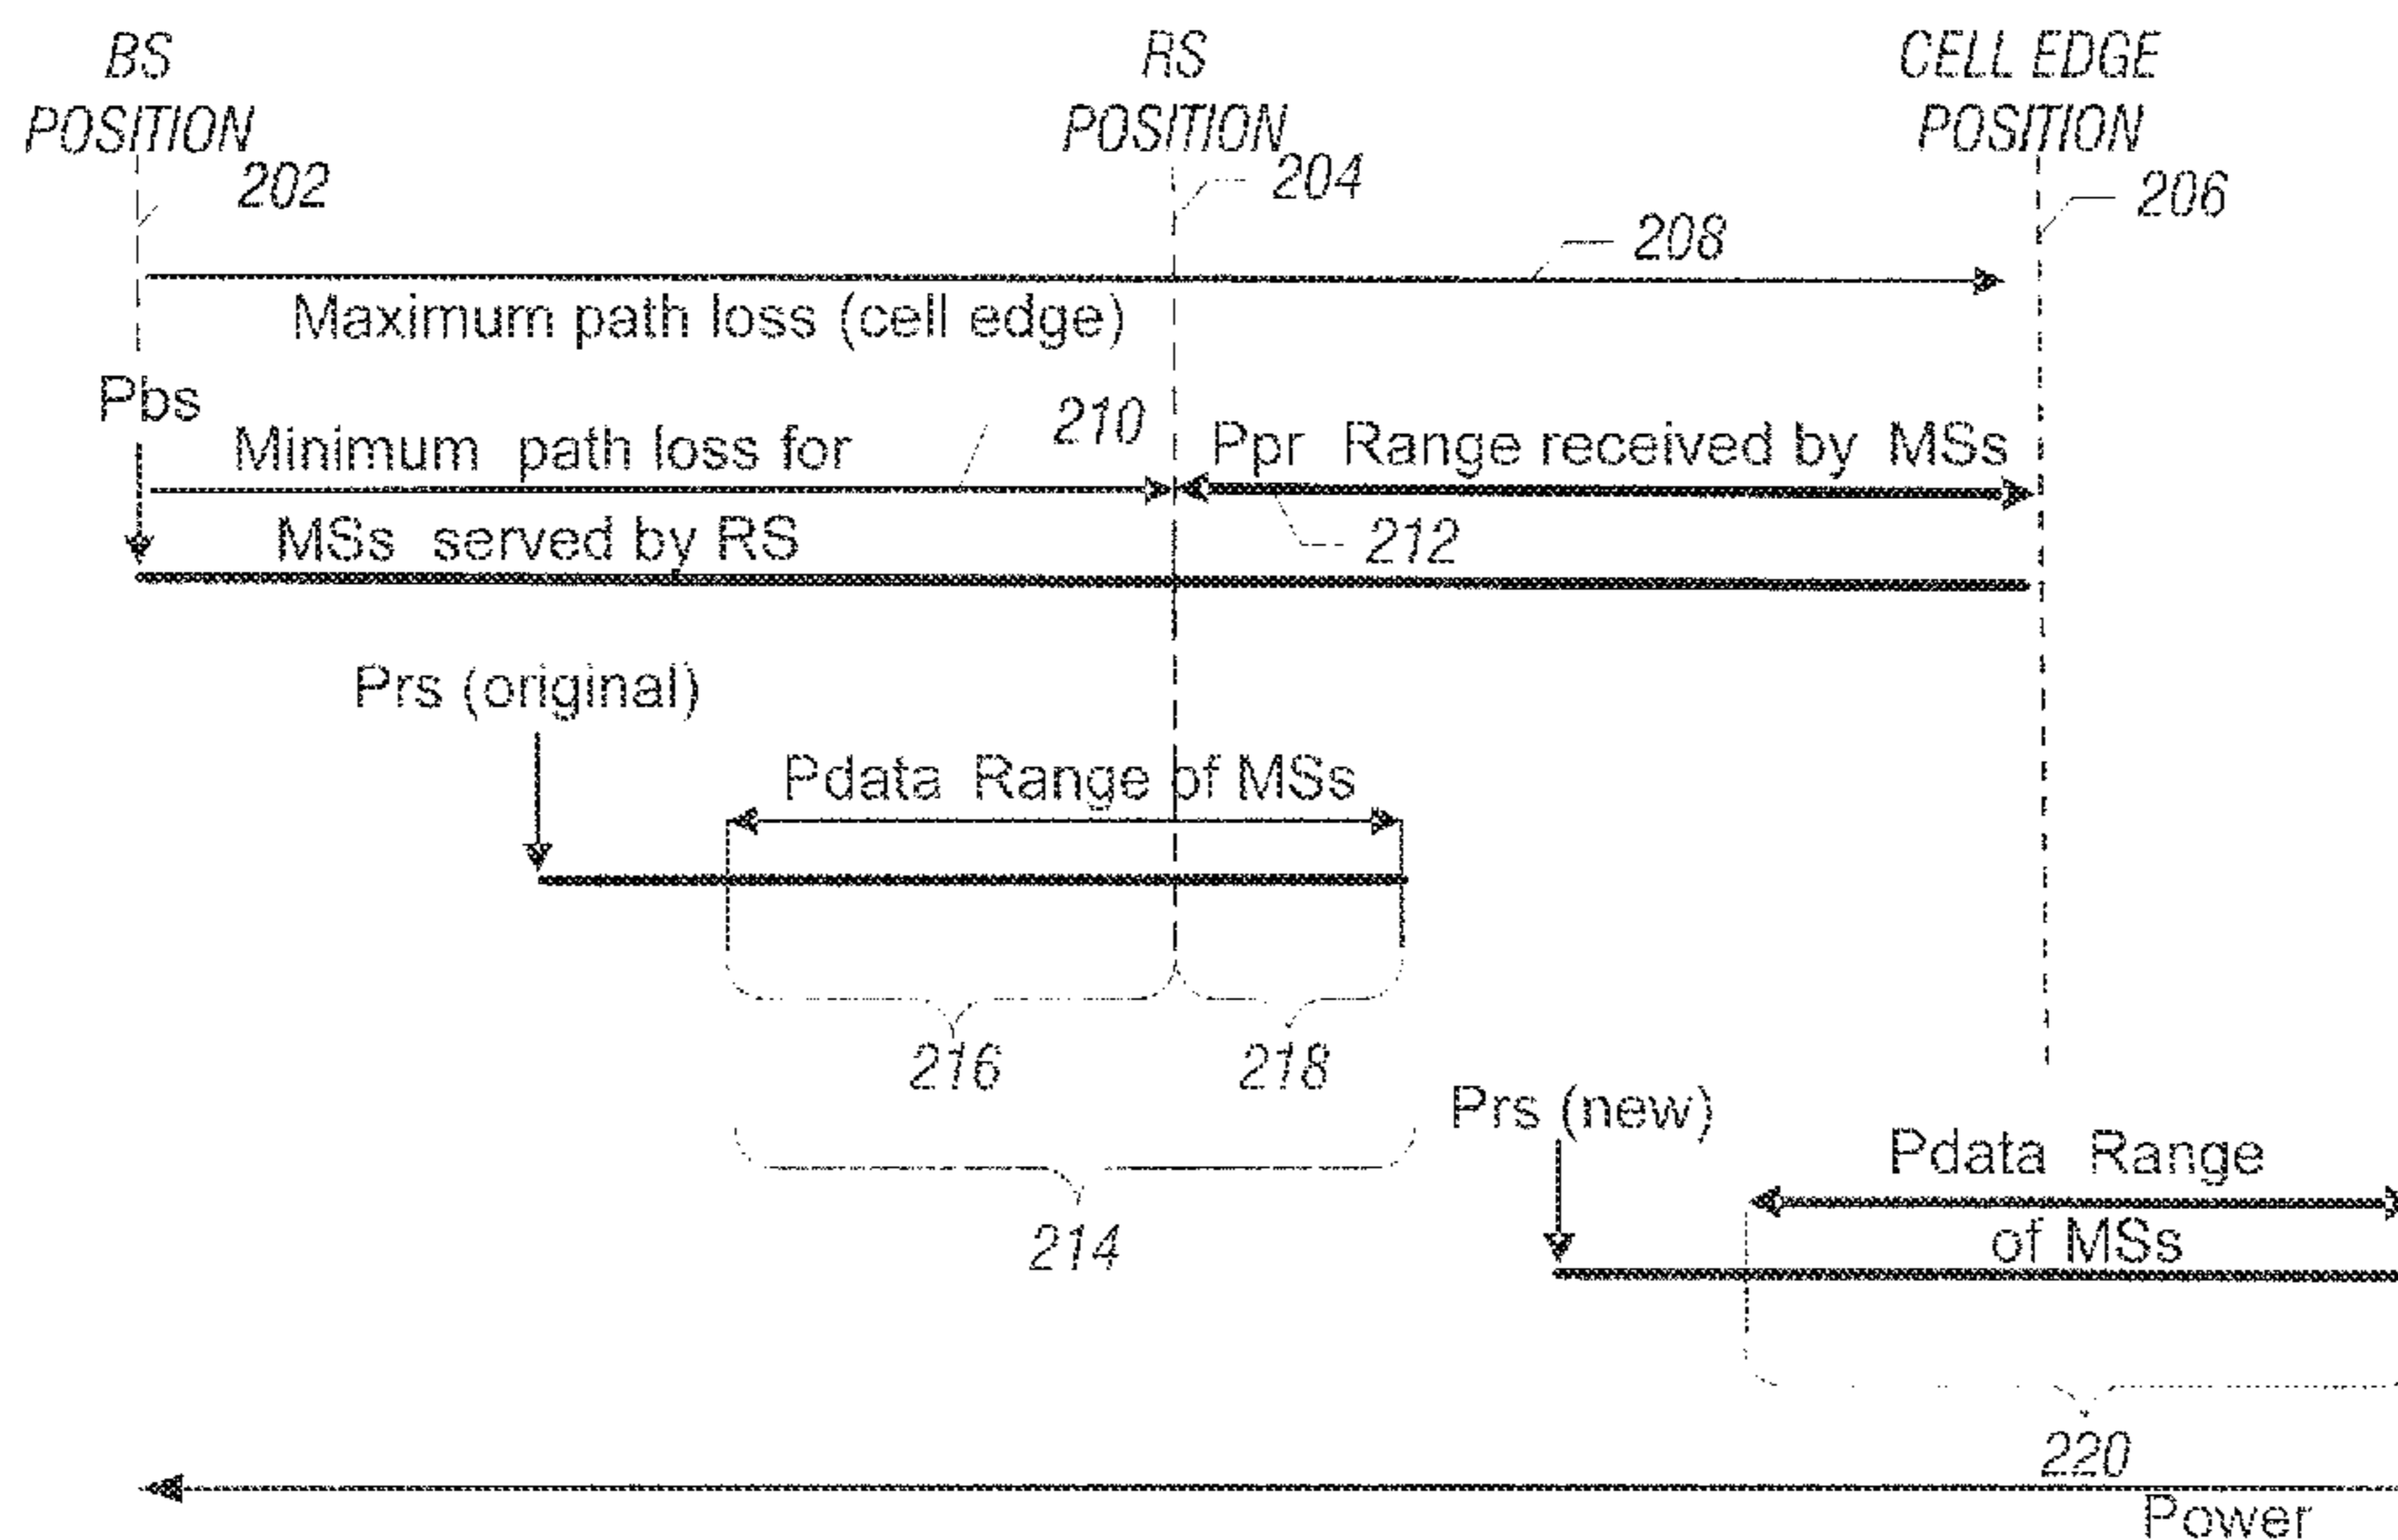 BS
POSITION
RS
POSITION
CELL EDGE
POSITION
202
204
206
208
Maximum path loss (cell edge)
Pbs
Minimum path loss for
210
Ppr Range received by MSs
MSs served by RS
212
Prs (original)
Pdata Range of MSs
216
218
214
Prs (new)
Pdata Range
of MSs
220
Power